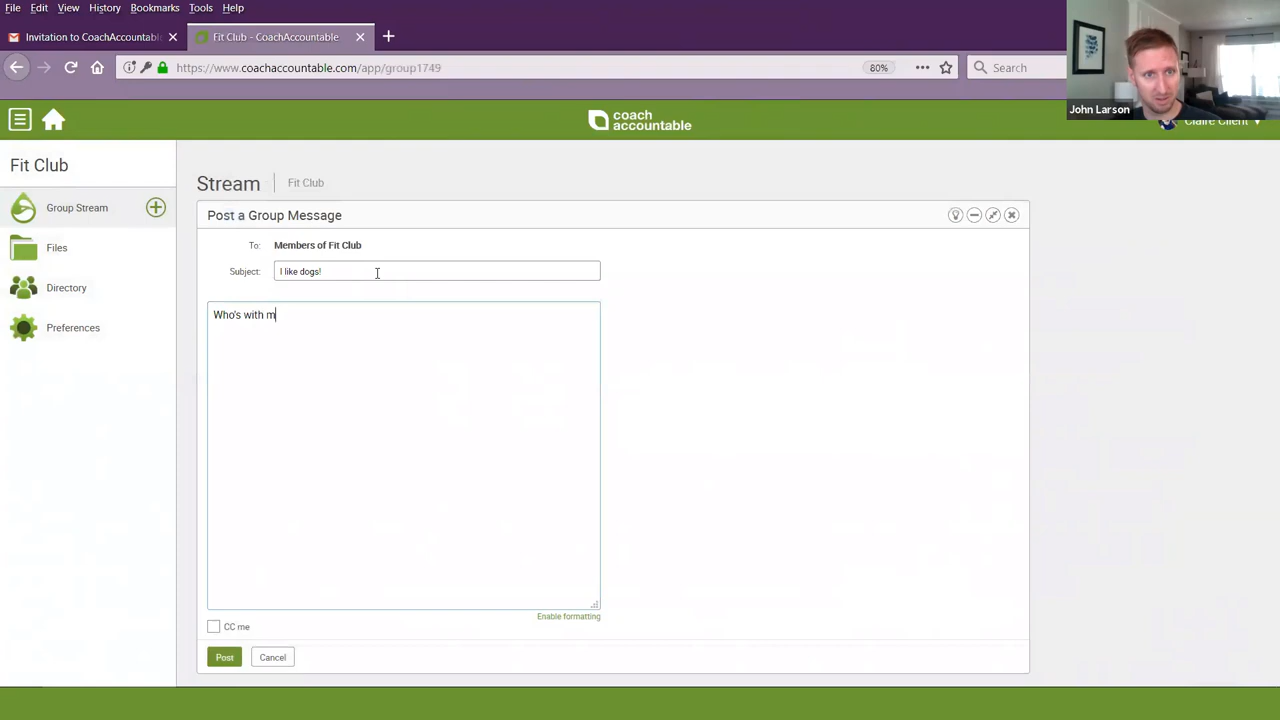 File Edit View History Bookmarks Tools Help
Invitation to CoachAccountabl
Fit Club - CoachAccountable
https://www.coachaccountable.com/app/group1749
80%
Search
John Larson
coach
accountable
Claire Client
Fit Club
Group Stream
Files
Directory
Preferences
Stream
Fit Club
Post a Group Message
To: Members of Fit Club
Subject: I like dogs!
Who's with m
Enable formatting
CC me
Post
Cancel